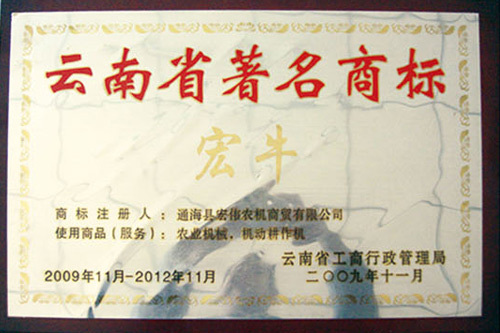 云南省著名商标
宏牛
商标注册人：通海县宏伟农机商贸有限公司
使用商品（服务）：农业机械，机动耕作机
云南省工商行政管理局
2009年11月-2012年11月
二〇〇九年十一月